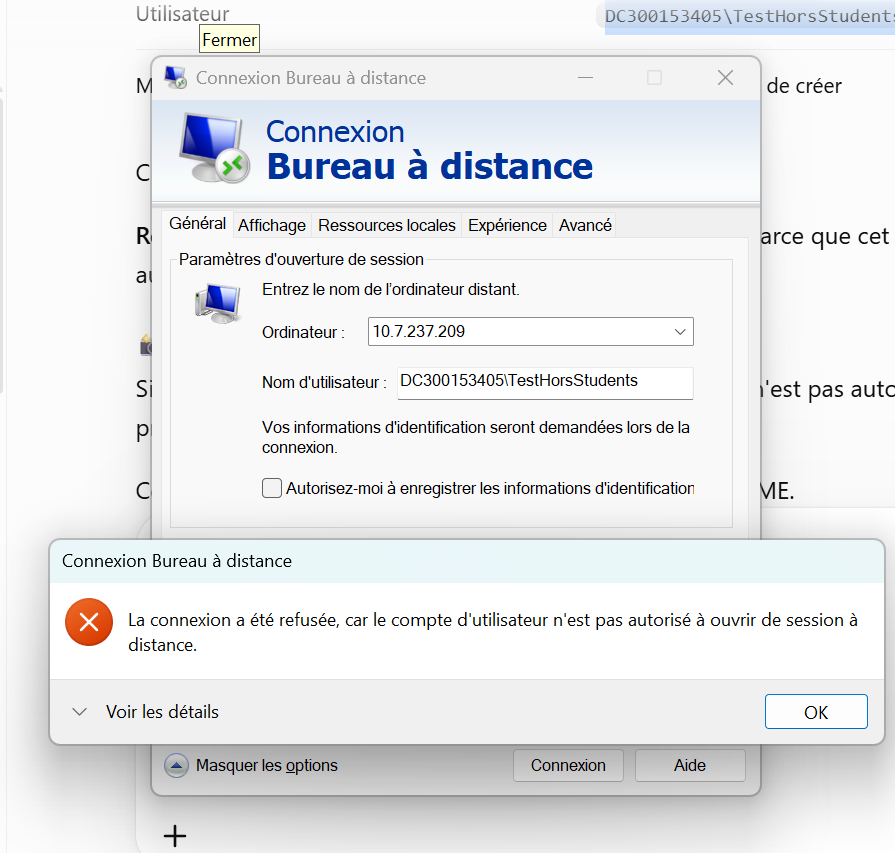 Utilisateur
DC300153405\TestHorsStudents
Fermer
M
Connexion Bureau à distance
de créer
Connexion
Bureau à distance
C
Général Affichage Ressources locales Expérience Avancé
R
arce que cet
Paramètres d'ouverture de session
au
Entrez le nom de l'ordinateur distant.
Ordinateur : 10.7.237.209
Nom d'utilisateur : DC300153405\TestHorsStudents
Si
n'est pas auto
Vos informations d'identification seront demandées lors de la
connexion.
p
Autorisez-moi à enregistrer les informations d'identification
C
ME.
Connexion Bureau à distance
La connexion a été refusée, car le compte d'utilisateur n'est pas autorisé à ouvrir de session à
distance.
Voir les détails
OK
Masquer les options
Connexion
Aide